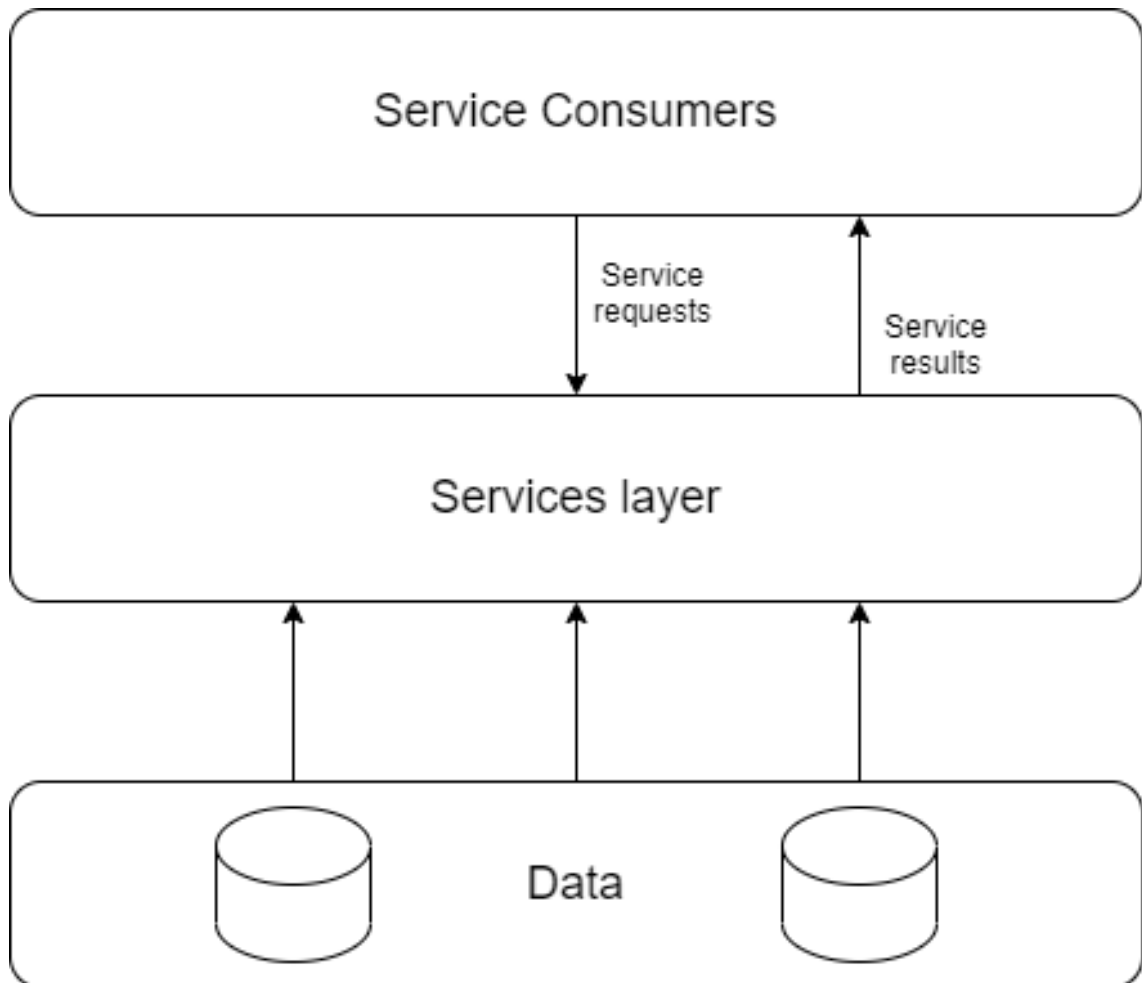 Service Consumers
Service
requests
Service
results
Services layer
Data